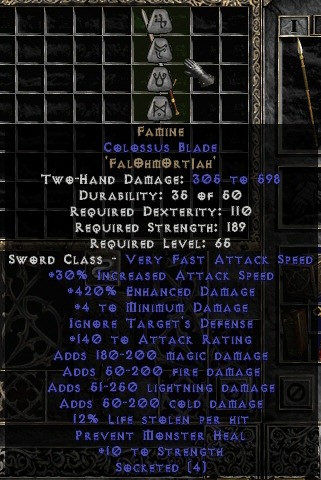 Famine
Colossus Blade
'FalOhmOrtJah'
Two-Hand Damage: 305 to 598
Durability: 35 of 50
Required Dexterity: 110
Required Strength: 189
Required Level: 65
Sword Class - Very Fast Attack Speed
+30% Increased Attack Speed
+420% Enhanced Damage
+4 to Minimum Damage
Ignore Target's Defense
+140 to Attack Rating
Adds 180-200 magic damage
Adds 50-200 fire damage
Adds 51-250 lightning damage
Adds 50-200 cold damage
12% Life stolen per hit
Prevent Monster Heal
+10 to Strength
Socketed (4)